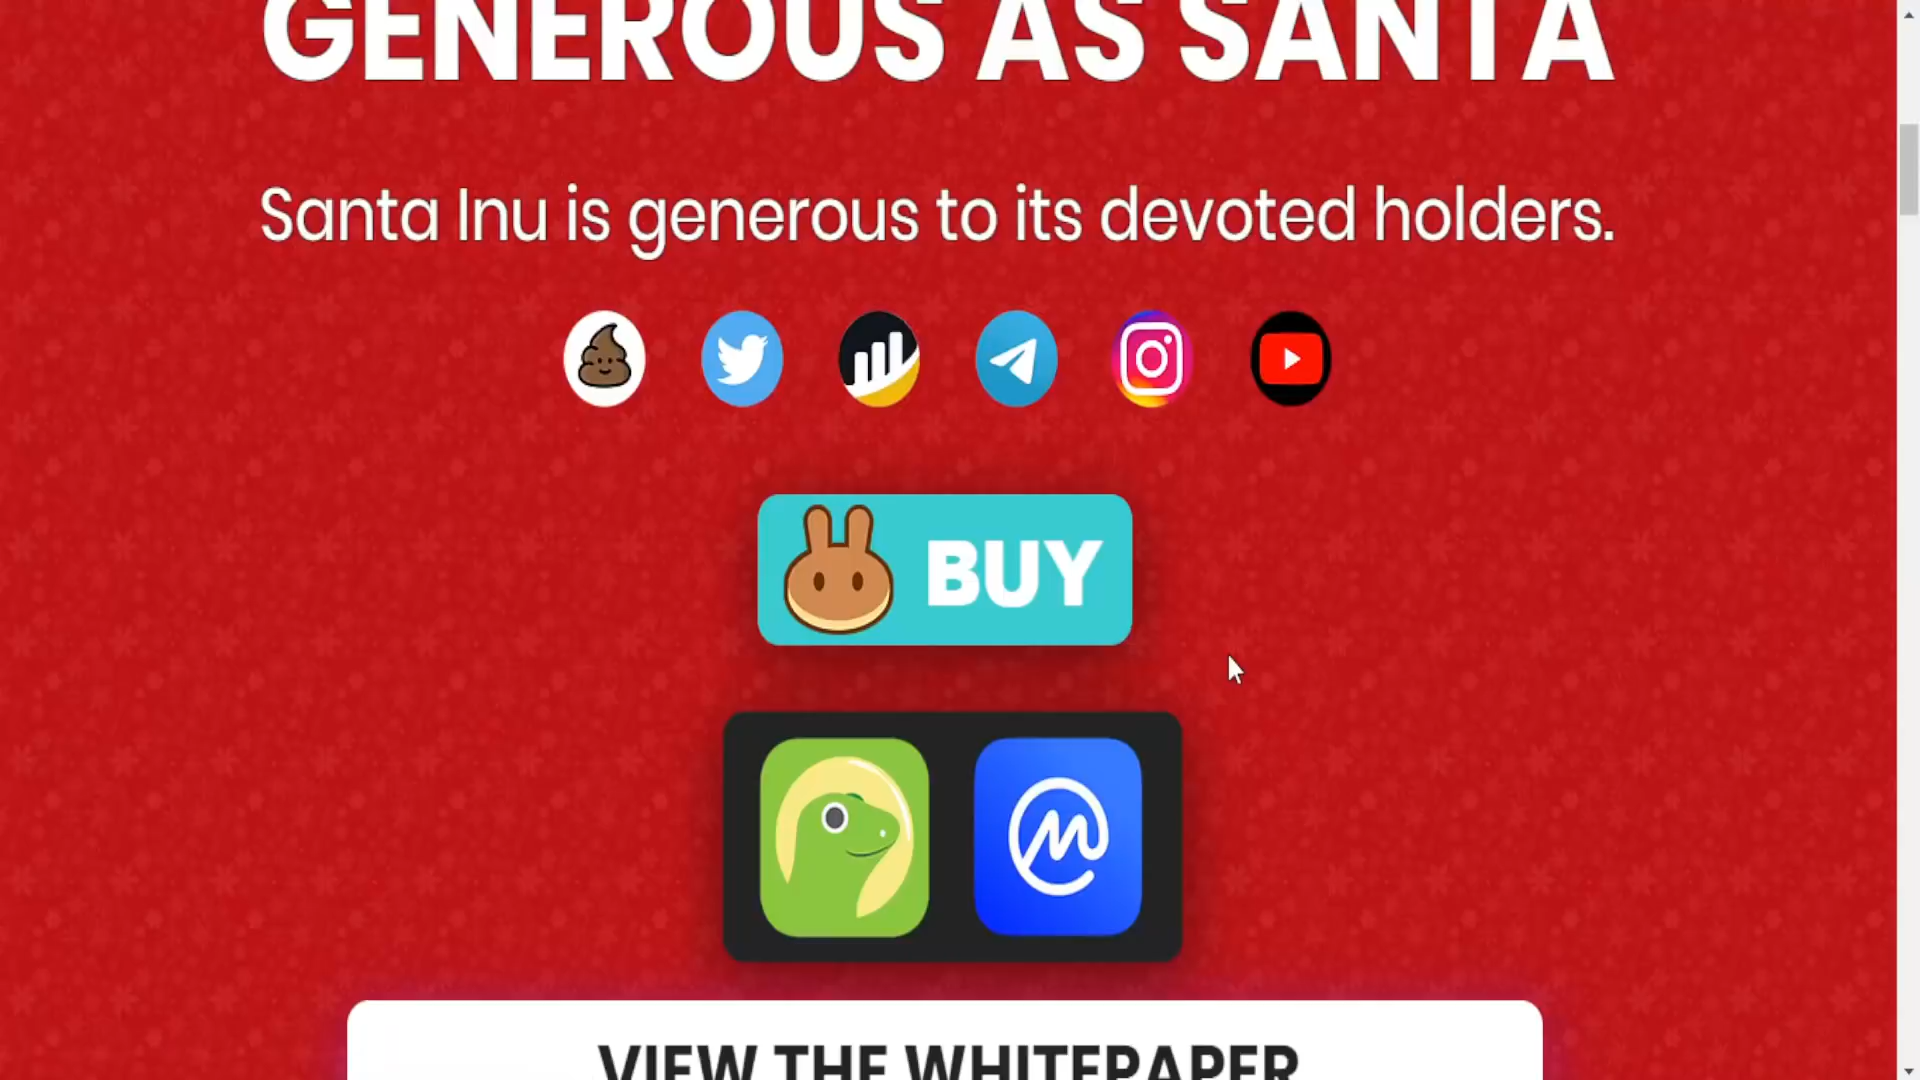 GENEROUS AS SANTA
Santa Inu is generous to its devoted holders.
BUY
VIEW THE WHITEPAPER